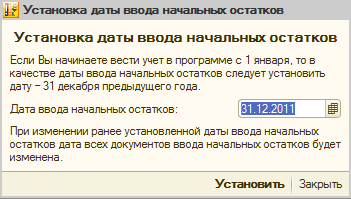 Установка даты ввода начальных остатков
Установка даты ввода начальных остатков
Если Вы начинаете вести учет в программе с 1 января, то в
качестве даты ввода начальных остатков следует установить
дату – 31 декабря предыдущего года.
Дата ввода начальных остатков: 31.12.2011
При изменении ранее установленной даты ввода начальных
остатков дата всех документов ввода начальных остатков будет
изменена.
Установить Закрыть